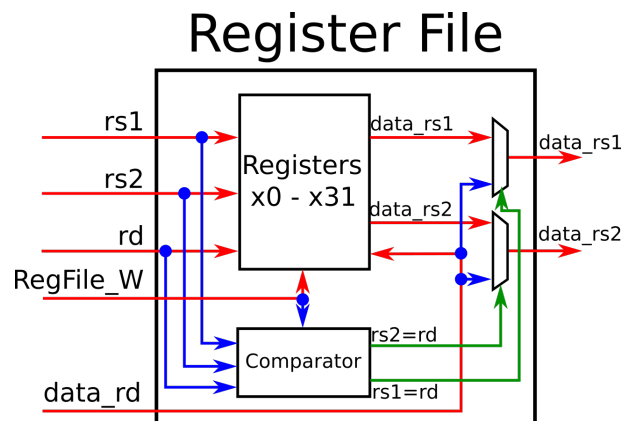 Register File
rs1
rs2
rd
RegFile_W
data_rd
Registers
x0 - x31
data_rs1
data_rs2
Comparator
rs2=rd
rs1=rd
data_rs1
data_rs2